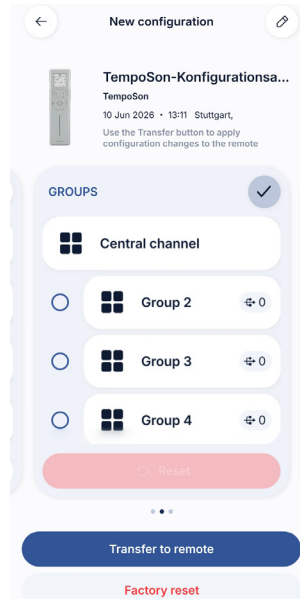 New configuration
TempoSon-Konfigurationsa...
TempoSon
10 Jun 2026 • 13:11 Stuttgart,
Use the Transfer button to apply
configuration changes to the remote
GROUPS
Central channel
Group 2
0
Group 3
0
Group 4
0
Reset
Transfer to remote
Factory reset